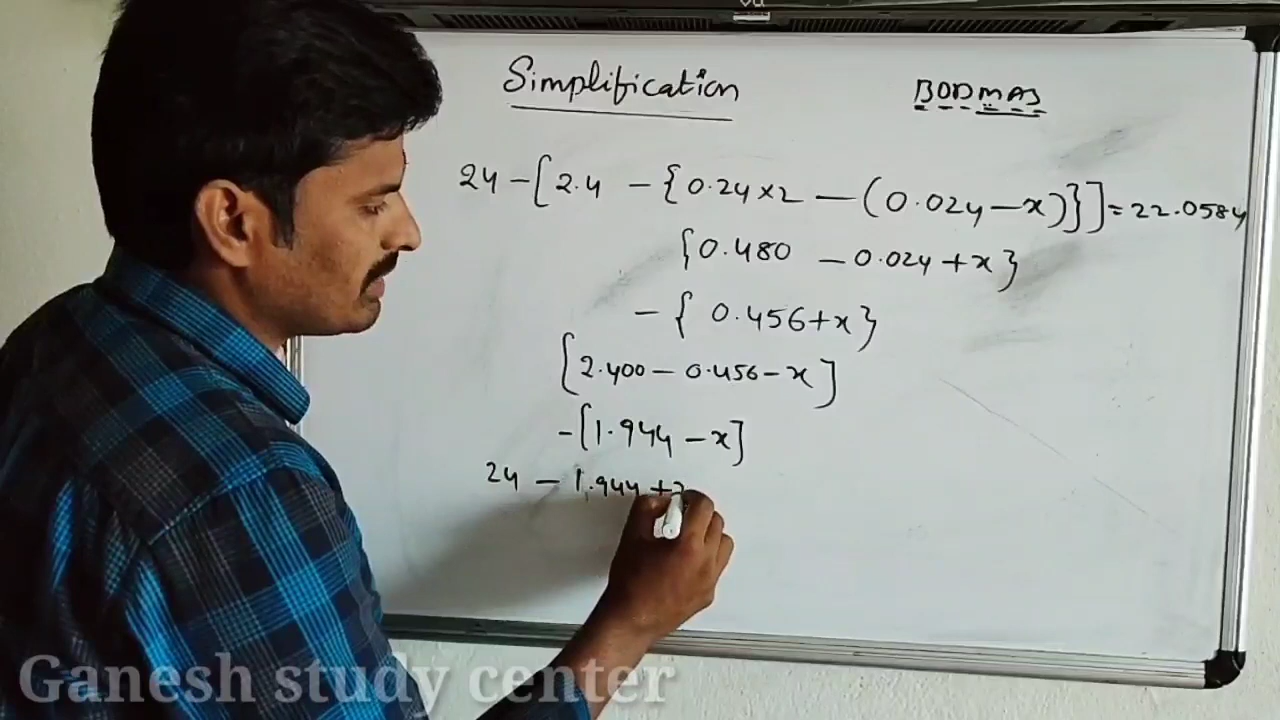 Simplification
BODMAS
24 - [2.4 - {0.24 x 2 - (0.024 - x)}] = 22.0584
{0.480 - 0.024 + x}
- { 0.456 + x}
[2.400 - 0.456 - x]
- [1.944 - x]
24 - 1.944 +
Ganesh study center